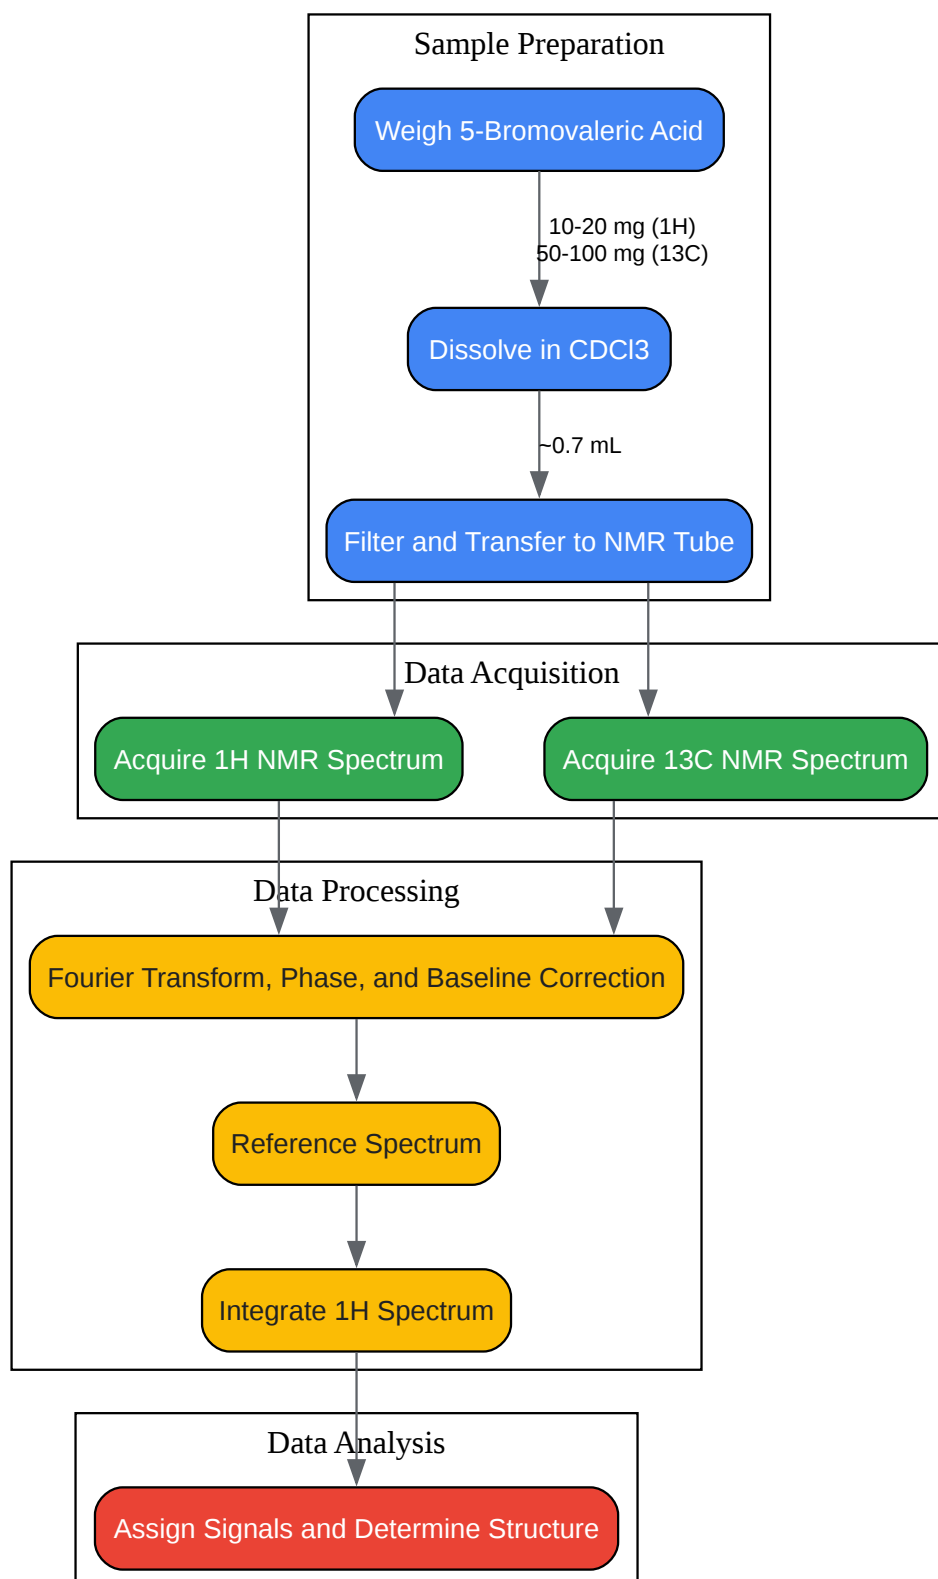 Sample Preparation
Weigh 5-Bromovaleric Acid
10-20 mg (1H)
50-100 mg (13C)
Dissolve in CDCl3
~0.7 mL
Filter and Transfer to NMR Tube
Data Acquisition
Acquire 1H NMR Spectrum
Acquire 13C NMR Spectrum
Data Processing
Fourier Transform, Phase, and Baseline Correction
Reference Spectrum
Integrate 1H Spectrum
Data Analysis
Assign Signals and Determine Structure